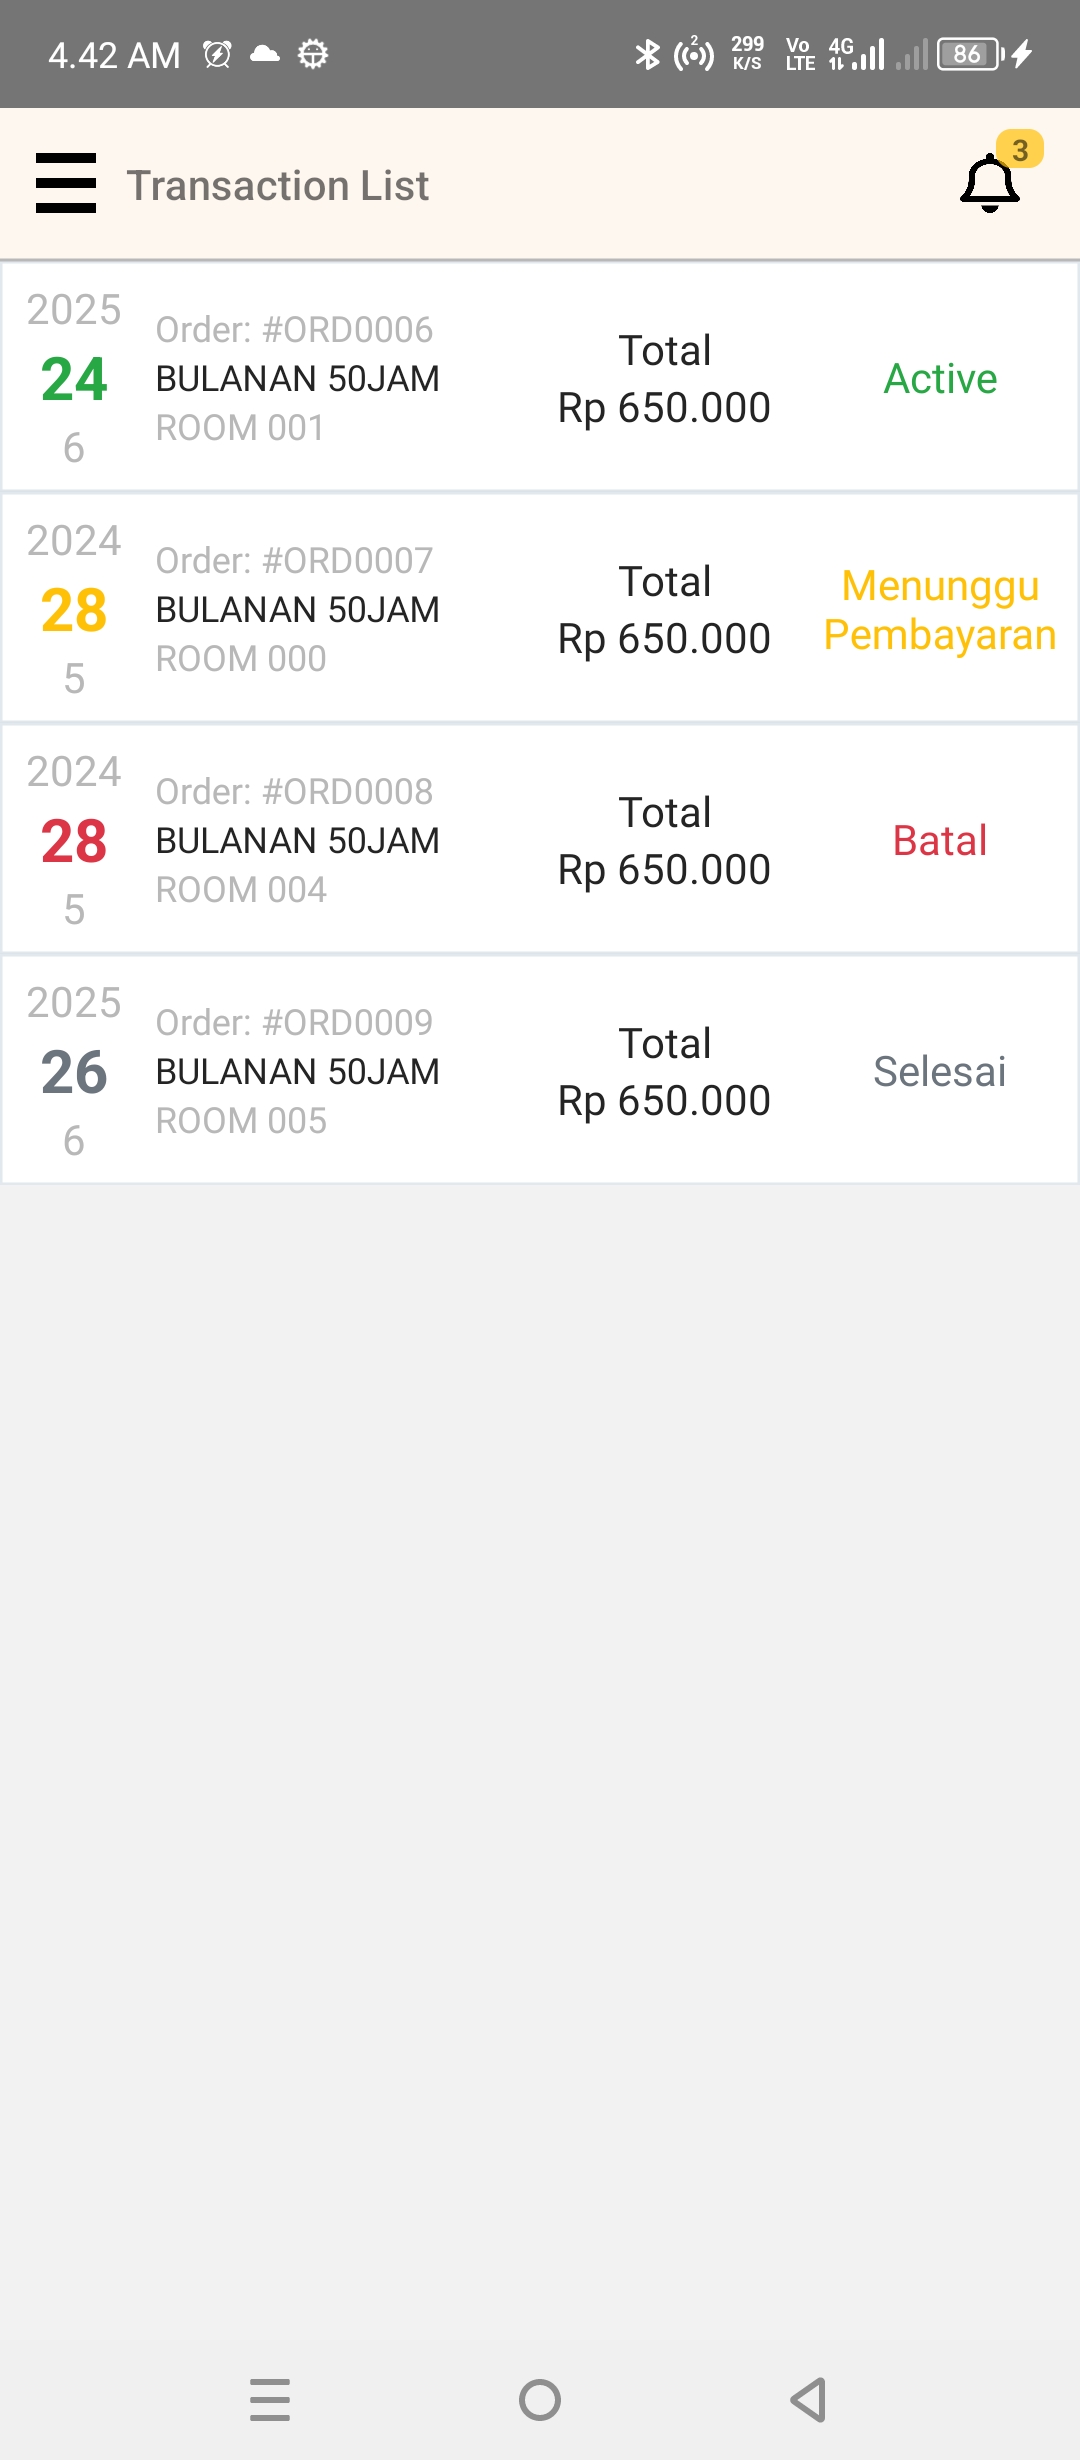 4.42 AM
2
299
K/S
Vo
LTE
4G
86
Transaction List
3
2025
24
6
Order: #ORD0006
BULANAN 50JAM
ROOM 001
Total
Rp 650.000
Active
2024
28
5
Order: #ORD0007
BULANAN 50JAM
ROOM 000
Total
Rp 650.000
Menunggu
Pembayaran
2024
28
5
Order: #ORD0008
BULANAN 50JAM
ROOM 004
Total
Rp 650.000
Batal
2025
26
6
Order: #ORD0009
BULANAN 50JAM
ROOM 005
Total
Rp 650.000
Selesai